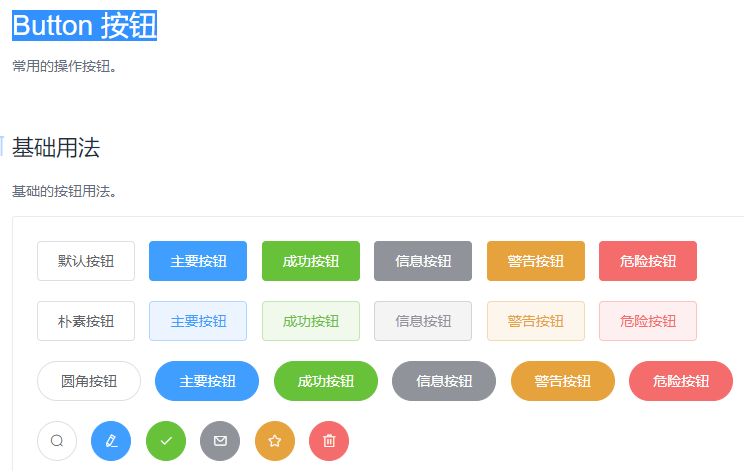 Button 按钮
常用的操作按钮。
基础用法
基础的按钮用法。
默认按钮 主要按钮 成功按钮 信息按钮 警告按钮 危险按钮
朴素按钮 主要按钮 成功按钮 信息按钮 警告按钮 危险按钮
圆角按钮 主要按钮 成功按钮 信息按钮 警告按钮 危险按钮